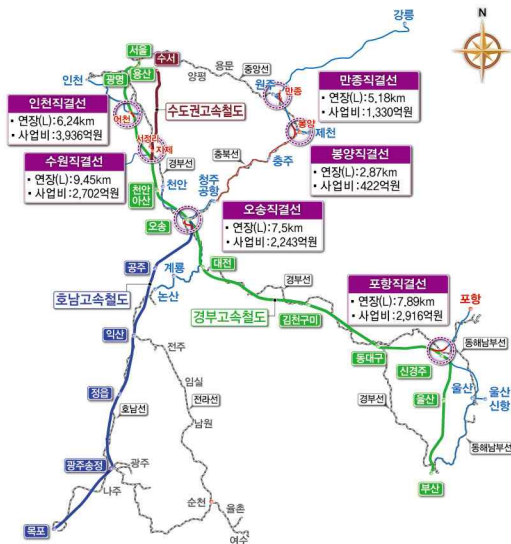 강릉
N
서울
수서
용문
인천
광명
용산
양평
중앙선
원주
만종
만종직결선
• 연장(L):5,18km
• 사업비:1,330억원
인천직결선
• 연장(L):6,24km
• 사업비:3,936억원
어천
수도권고속철도
봉양
제천
서정리
지제
수원직결선
• 연장(L):9,45km
• 사업비:2,702억원
경부선
충북선
충주
봉양직결선
• 연장(L):2,87km
• 사업비:422억원
천안
아산
천안
청주
공항
오송
오송직결선
• 연장(L):7,5km
• 사업비:2,243억원
공주
계룡
대전
호남고속철도
논산
경부선
경부고속철도
김천구미
포항직결선
• 연장(L):7,89km
• 사업비:2,916억원
포항
익산
전주
동대구
신경주
동해남부선
정읍
임실
호남선
전라선
남원
경부선
울산
울산
울산
신항
광주송정
광주
동해남부선
나주
순천
율촌
부산
목포
여수